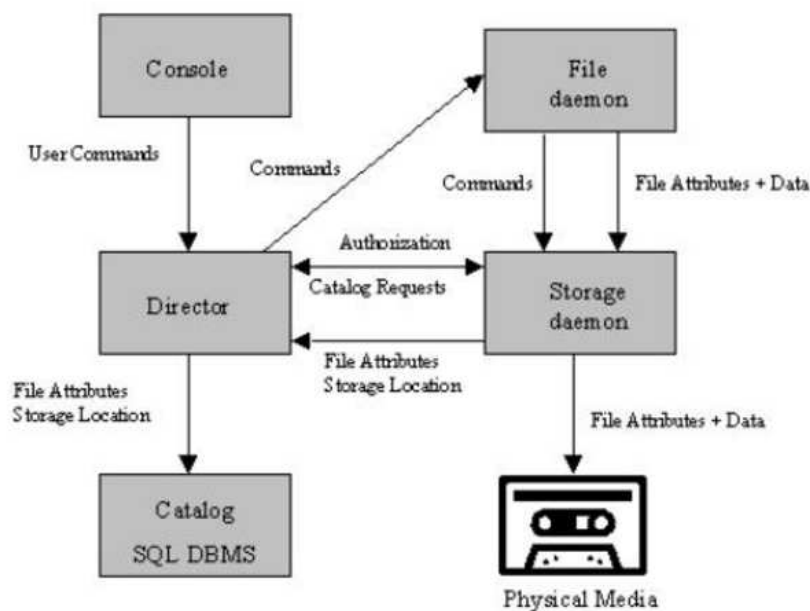 Console
File
daemon
User Commands
Commands
Commands
File Attributes + Data
Authorization
Director
Catalog Requests
Storage
daemon
File Attributes
Storage Location
File Attributes
Storage Location
File Attributes + Data
Catalog
SQL DBMS
Physical Media